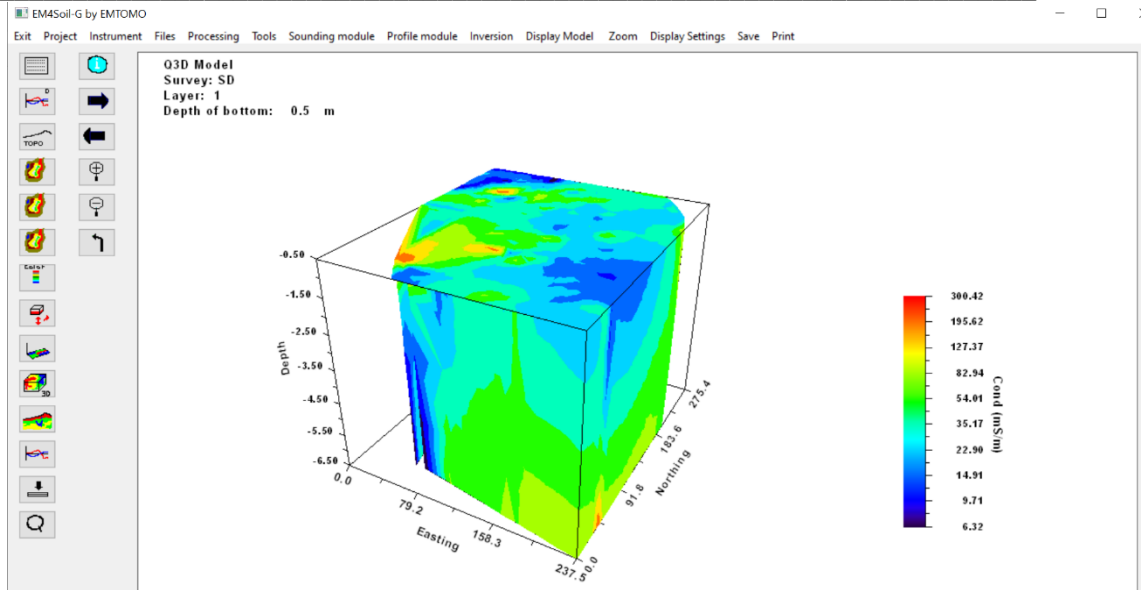 EM4Soil-G by EMTOMO
Exit Project Instrument Files Processing Tools Sounding module Profile module Inversion Display Model Zoom Display Settings Save Print
Q3D Model
Survey: SD
Layer: 1
Depth of bottom: 0.5 m
D
TOPO
Color
3D
-0.50
-1.50
-2.50
-3.50
-4.50
-5.50
-6.50
Depth
0.0
79.2
158.3
237.5
Easting
0.0
91.8
183.6
275.4
Northing
300.42
195.62
127.37
82.94
54.01
35.17
22.90
14.91
9.71
6.32
Cond (mS/m)